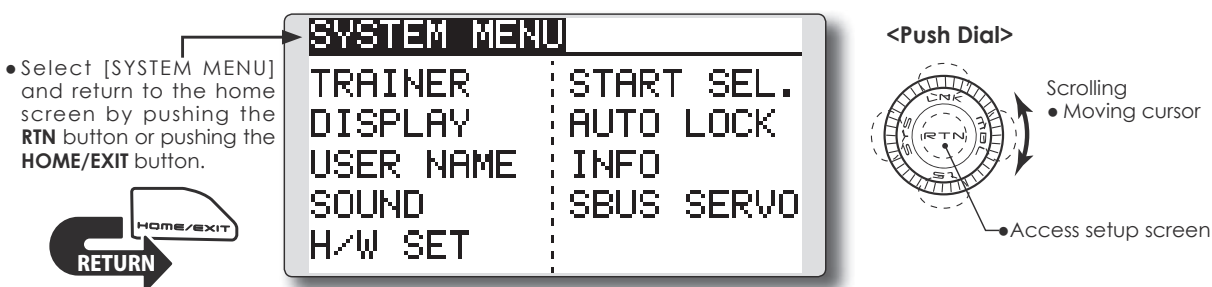 ● Select [SYSTEM MENU]
and return to the home
screen by pushing the
RTN button or pushing the
HOME/EXIT button.
HOME/EXIT
RETURN
SYSTEM MENU
TRAINER
DISPLAY
USER NAME
SOUND
H/W SET
START SEL.
AUTO LOCK
INFO
SBUS SERVO
<Push Dial>
LNK
SYS
RTN
MDL
S1
Scrolling
● Moving cursor
●Access setup screen